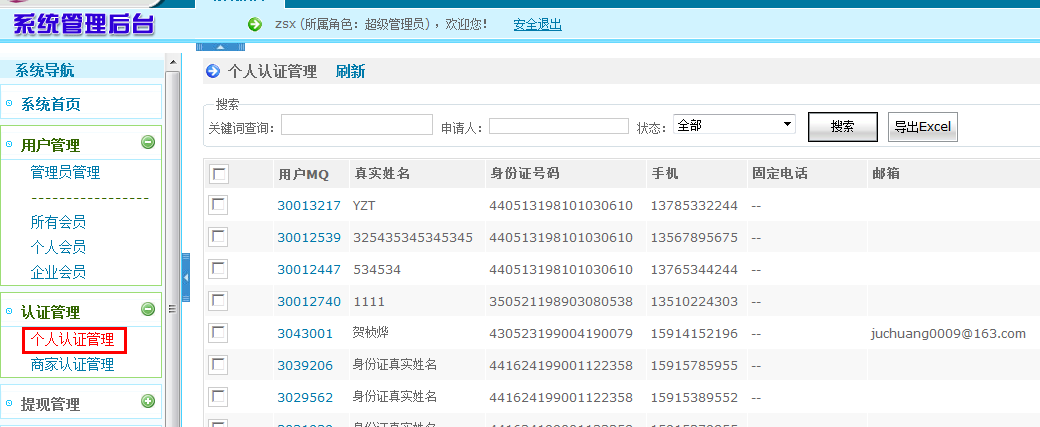 系统管理后台
zsx (所属角色：超级管理员) ，欢迎您！ 安全退出
系统导航
系统首页
用户管理
管理员管理
-----------------
所有会员
个人会员
企业会员
认证管理
个人认证管理
商家认证管理
提现管理
个人认证管理 刷新
搜索
关键词查询： 申请人： 状态： 全部 搜索 导出Excel
用户MQ 真实姓名 身份证号码 手机 固定电话 邮箱
30013217 YZT 440513198101030610 13785332244 --
30012539 325435345345345 440513198101030610 13567895675 --
30012447 534534 440513198101030610 13765344244 --
30012740 1111 350521198903080538 13510224303 --
3043001 贺桢烨 430523199004190079 15914152196 juchuang0009@163.com
3039206 身份证真实姓名 441624199001122358 15915785955 --
3029562 身份证真实姓名 441624199001122358 15915389552 --